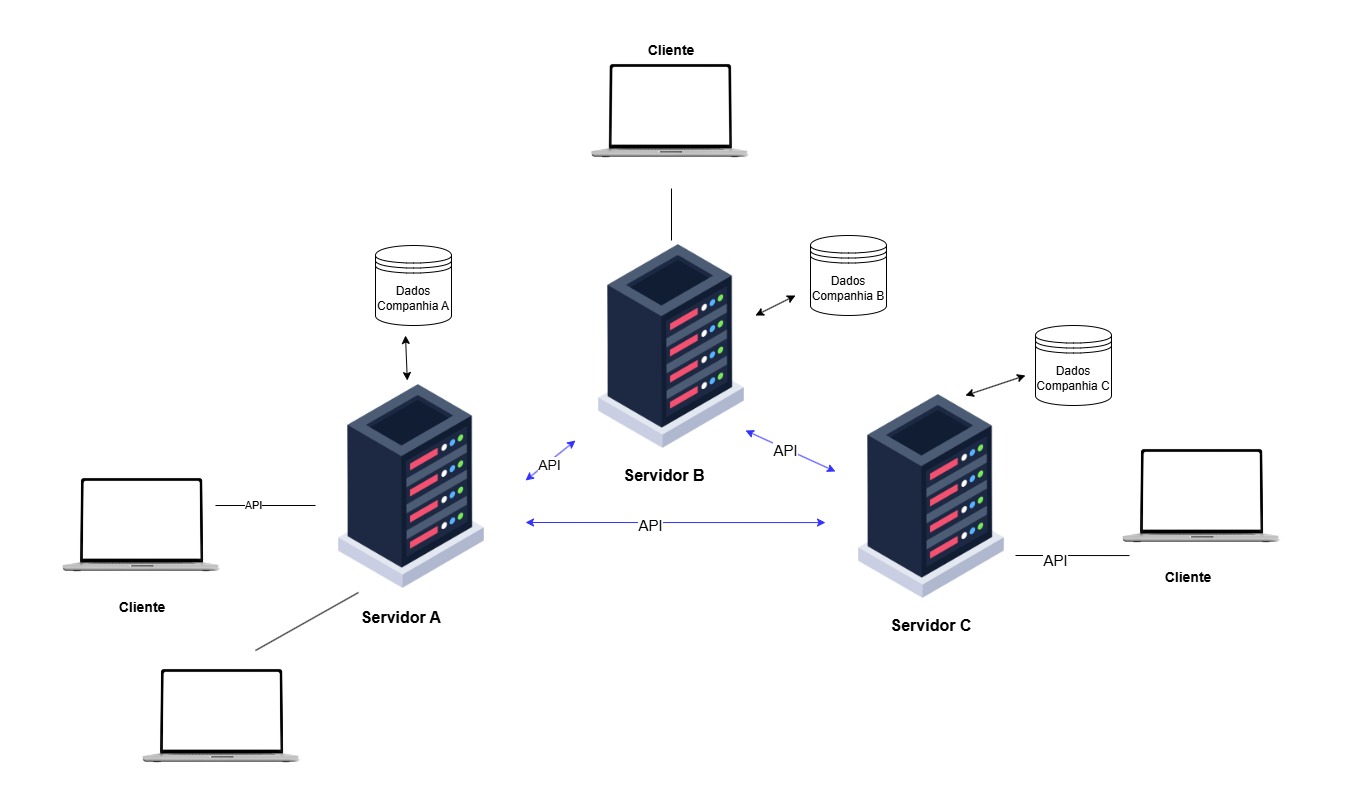 Cliente
Dados
Companhia A
Dados
Companhia B
Dados
Companhia C
API
API
Servidor B
API
API
API
Cliente
Cliente
Servidor A
Servidor C